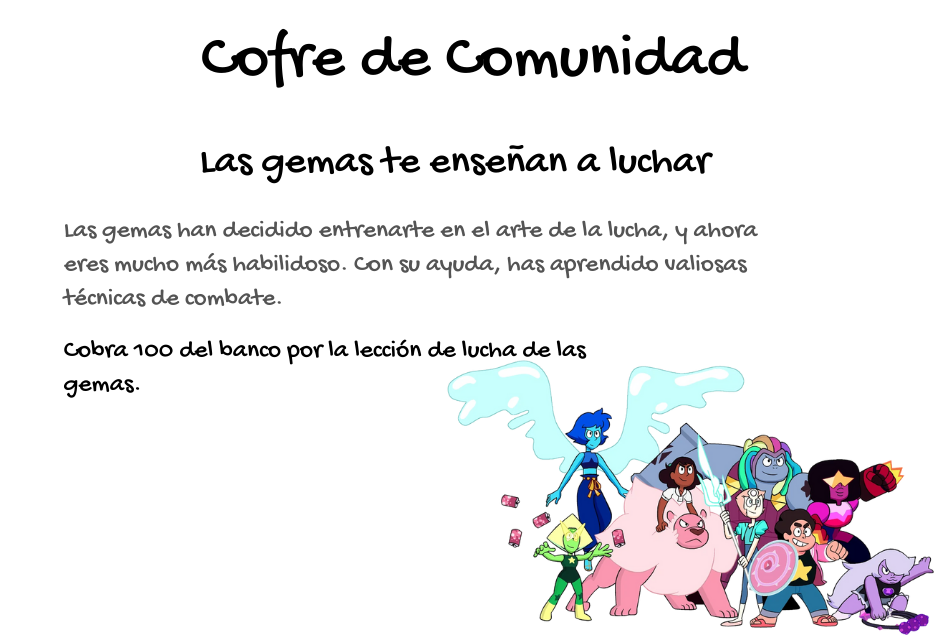 Cofre de Comunidad
Las gemas te enseñan a luchar
Las gemas han decidido entrenarte en el arte de la lucha, y ahora
eres mucho más habilidoso. Con su ayuda, has aprendido valiosas
técnicas de combate.
Cobra 100 del banco por la lección de lucha de las
gemas.